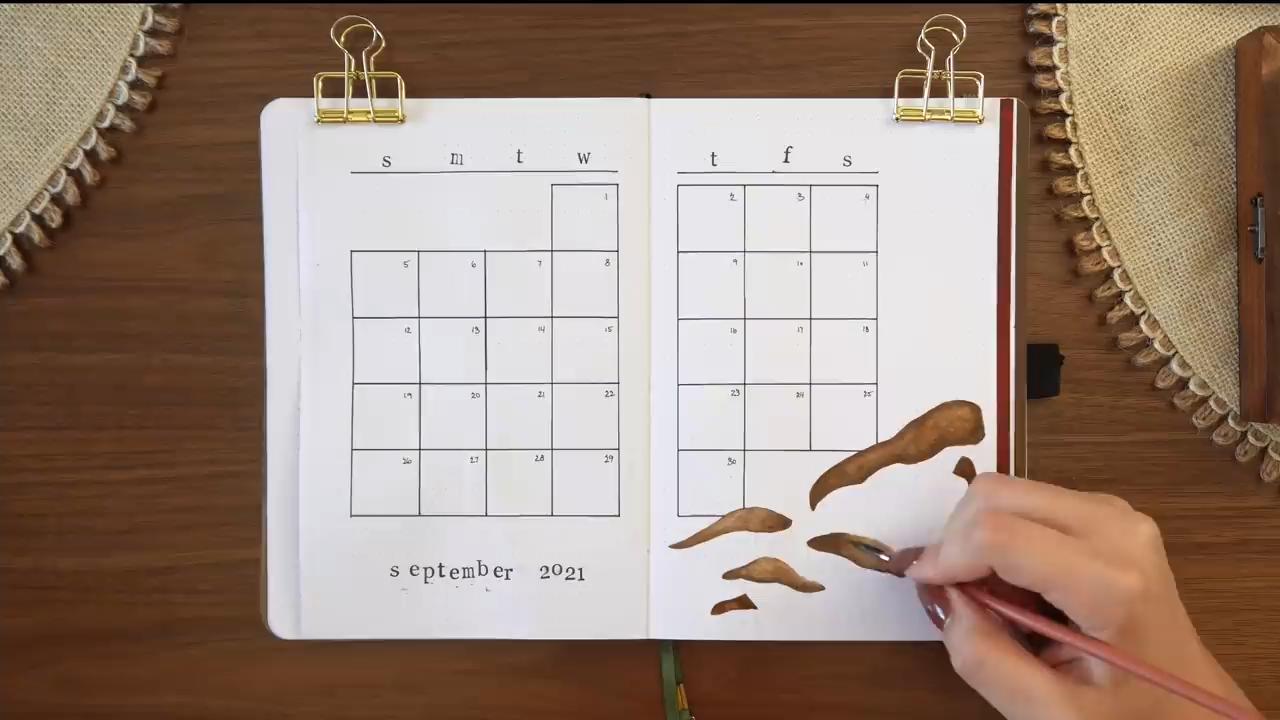 s m t w t f s
1 2 3 4
5 6 7 8 9 10 11
12 13 14 15 16 17 18
19 20 21 22 23 24 25
26 27 28 29 30
september 2021